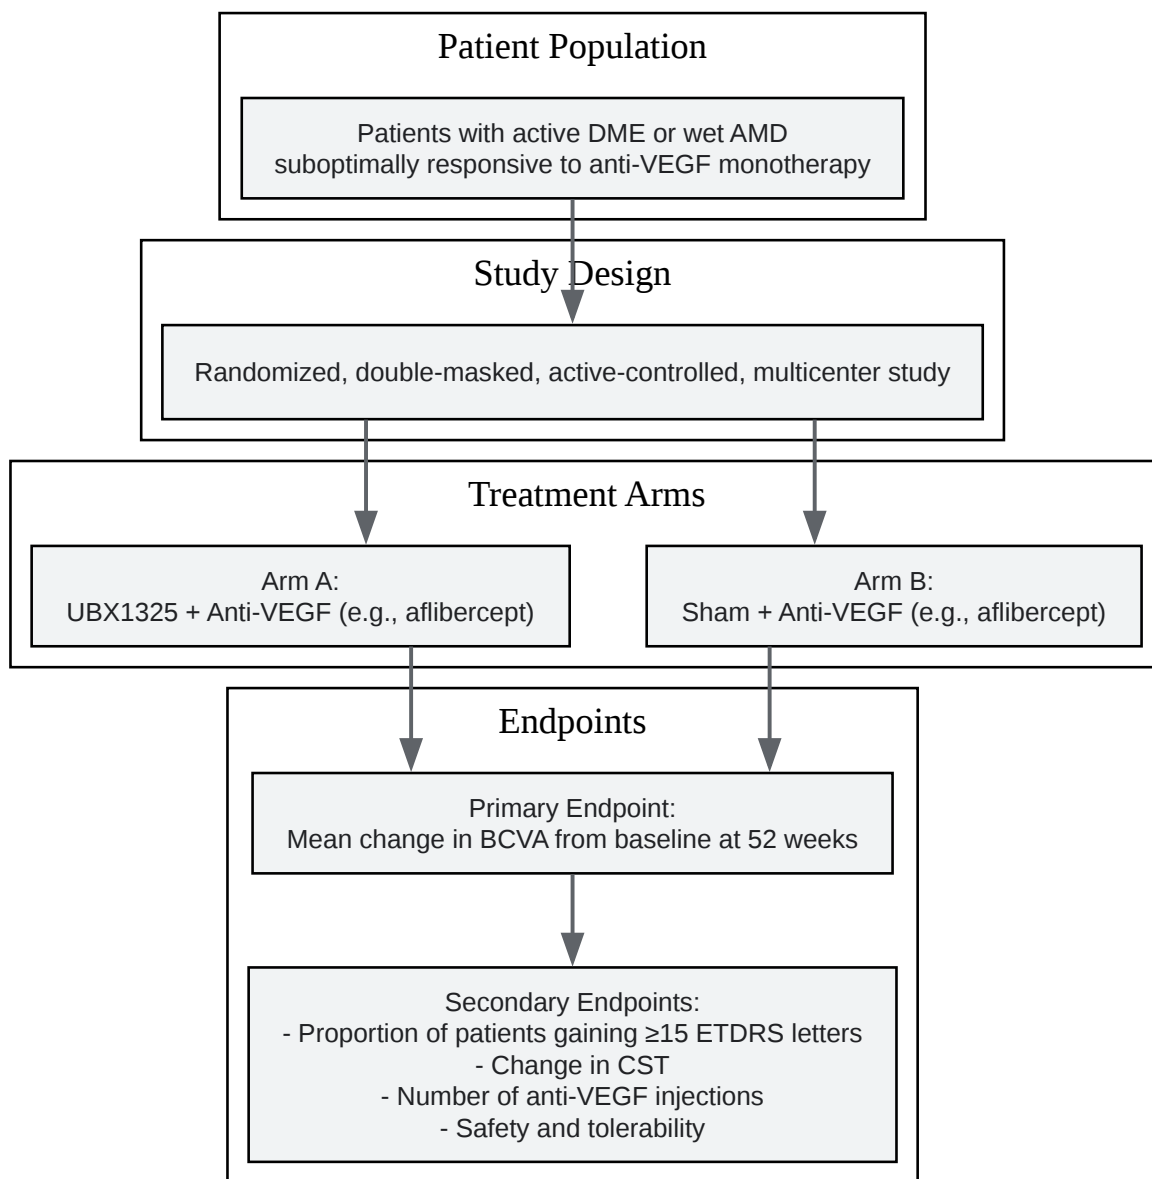 Patient Population
Patients with active DME or wet AMD
suboptimally responsive to anti-VEGF monotherapy
Study Design
Randomized, double-masked, active-controlled, multicenter study
Treatment Arms
Arm A:
UBX1325 + Anti-VEGF (e.g., aflibercept)
Arm B:
Sham + Anti-VEGF (e.g., aflibercept)
Endpoints
Primary Endpoint:
Mean change in BCVA from baseline at 52 weeks
Secondary Endpoints:
- Proportion of patients gaining ≥15 ETDRS letters
- Change in CST
- Number of anti-VEGF injections
- Safety and tolerability